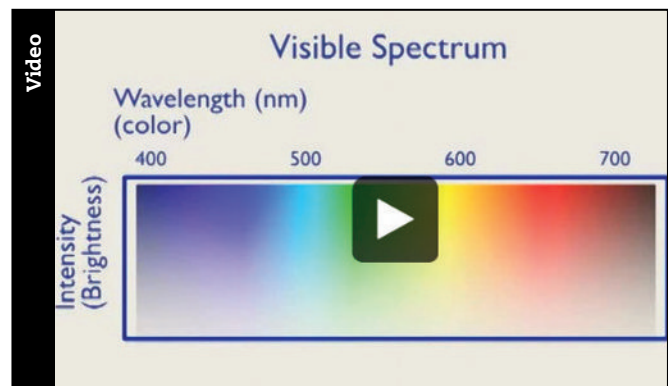 Video
Visible Spectrum
Wavelength (nm)
(color)
400 500 600 700
Intensity
(Brightness)